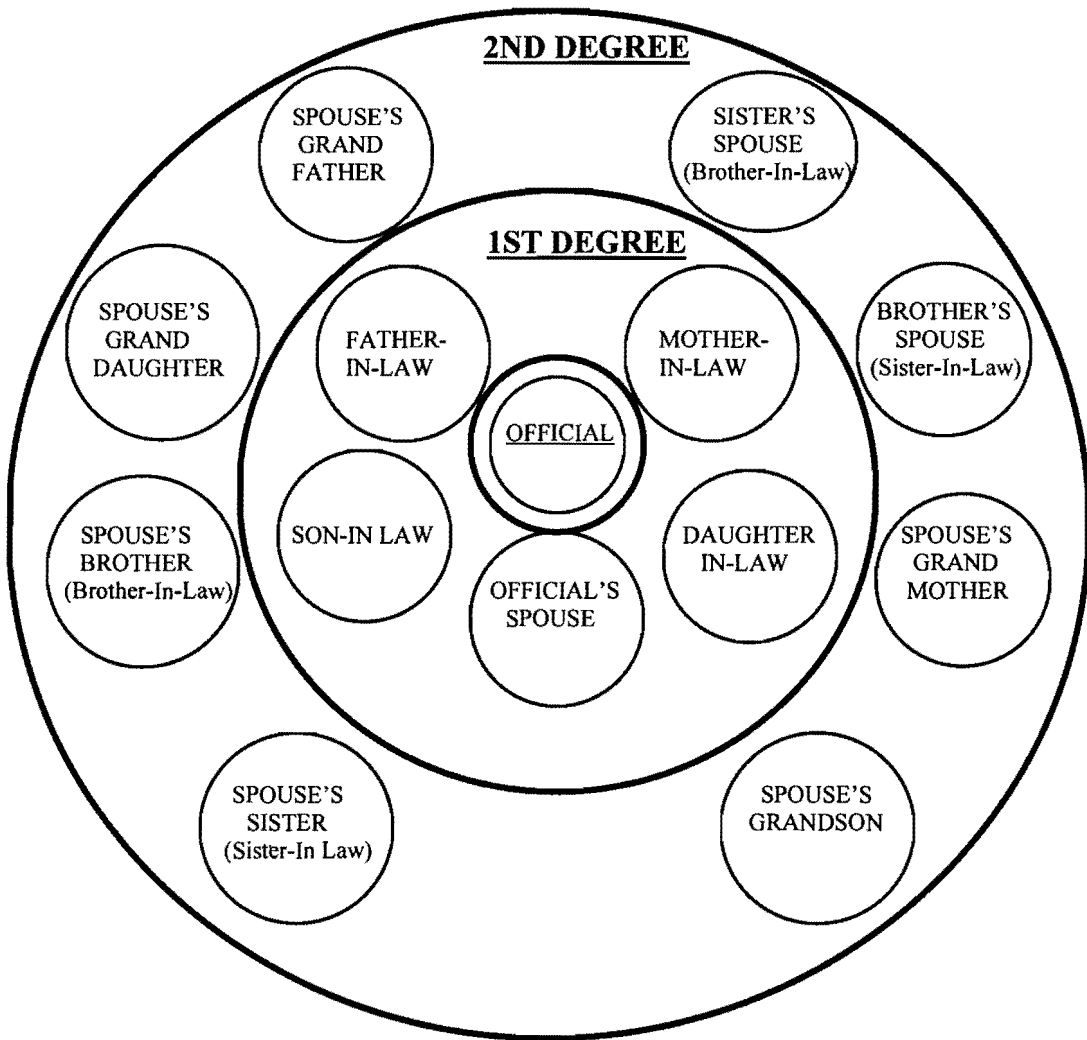 2ND DEGREE
SPOUSE'S
GRAND
FATHER
SISTER'S
SPOUSE
(Brother-In-Law)
1ST DEGREE
SPOUSE'S
GRAND
DAUGHTER
FATHER-
IN-LAW
MOTHER-
IN-LAW
BROTHER'S
SPOUSE
(Sister-In-Law)
OFFICIAL
SPOUSE'S
BROTHER
(Brother-In-Law)
SON-IN LAW
OFFICIAL'S
SPOUSE
DAUGHTER
IN-LAW
SPOUSE'S
GRAND
MOTHER
SPOUSE'S
SISTER
(Sister-In Law)
SPOUSE'S
GRANDSON